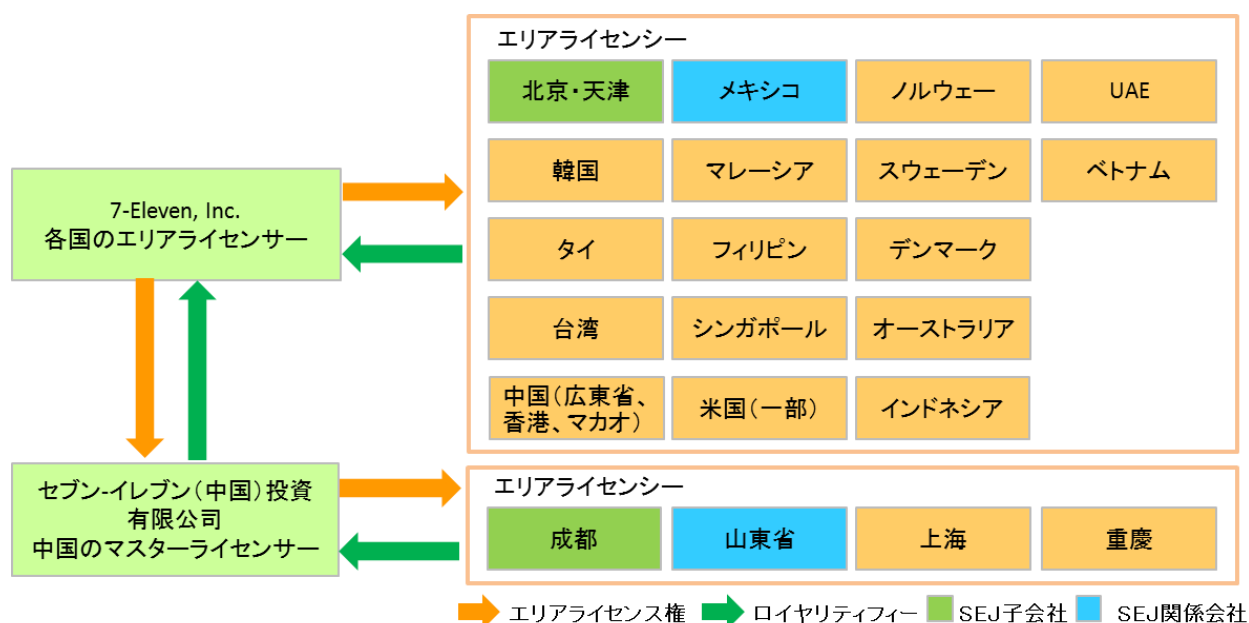 エリアライセンシー
北京・天津
メキシコ
ノルウェー
UAE
韓国
マレーシア
スウェーデン
ベトナム
タイ
フィリピン
デンマーク
台湾
シンガポール
オーストラリア
中国(広東省、
香港、マカオ)
米国(一部)
インドネシア
7-Eleven, Inc.
各国のエリアライセンサー
セブン-イレブン(中国)投資
有限公司
中国のマスターライセンサー
エリアライセンシー
成都
山東省
上海
重慶
エリアライセンス権
ロイヤリティフィー
SEJ子会社
SEJ関係会社